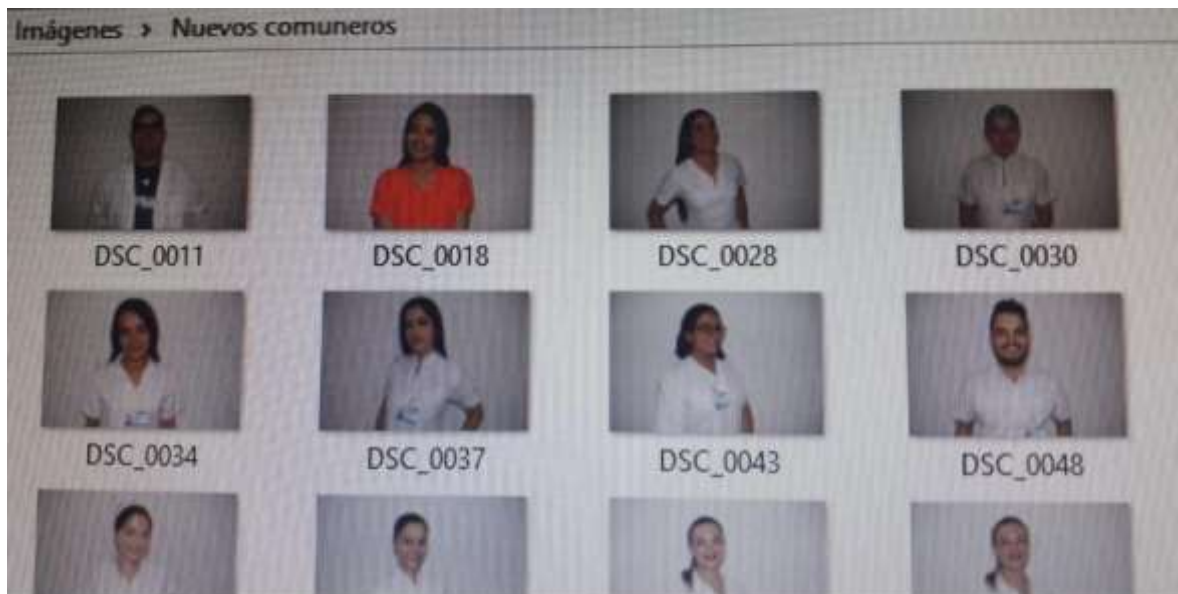 Imágenes > Nuevos comuneros
DSC_0011 DSC_0018 DSC_0028 DSC_0030
DSC_0034 DSC_0037 DSC_0043 DSC_0048